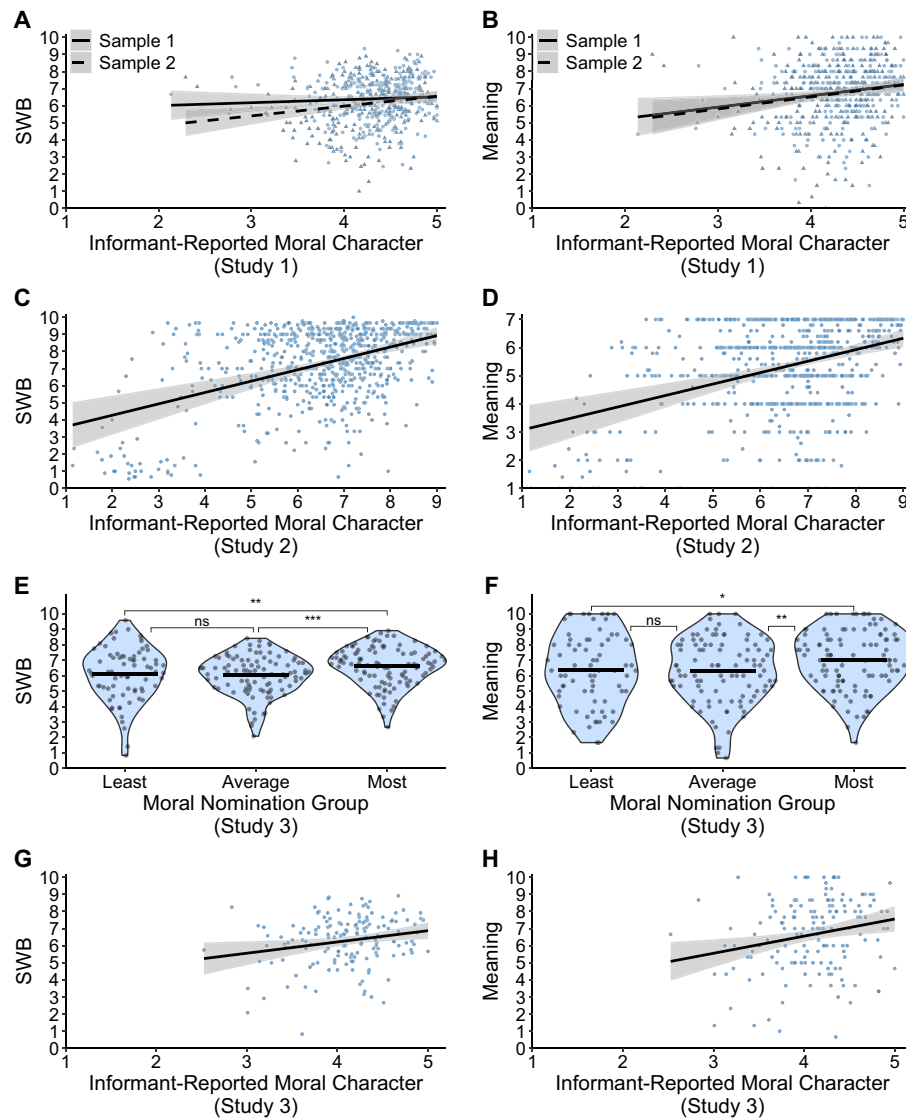 A
SWB
10
9
8
7
6
5
4
3
2
1
0
Sample 1
Sample 2
1 2 3 4 5
Informant-Reported Moral Character
(Study 1)
B
Meaning
10
9
8
7
6
5
4
3
2
1
0
Sample 1
Sample 2
1 2 3 4 5
Informant-Reported Moral Character
(Study 1)
C
SWB
10
9
8
7
6
5
4
3
2
1
0
1 2 3 4 5 6 7 8 9
Informant-Reported Moral Character
(Study 2)
D
Meaning
7
6
5
4
3
2
1
1 2 3 4 5 6 7 8 9
Informant-Reported Moral Character
(Study 2)
E
SWB
10
9
8
7
6
5
4
3
2
1
0
**
ns
***
Least Average Most
Moral Nomination Group
(Study 3)
F
Meaning
10
9
8
7
6
5
4
3
2
1
0
*
ns
**
Least Average Most
Moral Nomination Group
(Study 3)
G
SWB
10
9
8
7
6
5
4
3
2
1
0
1 2 3 4 5
Informant-Reported Moral Character
(Study 3)
H
Meaning
10
9
8
7
6
5
4
3
2
1
0
1 2 3 4 5
Informant-Reported Moral Character
(Study 3)